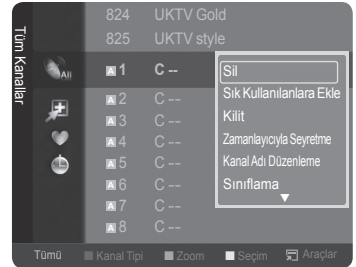 Tüm Kanallar
824 UKTV Gold
825 UKTV style
All
A 1 C --
A 2 C --
A 3 C --
A 4 C --
A 5 C --
A 6 C --
A 7 C --
A 8 C --
Sil
Sık Kullanılanlara Ekle
Kilit
Zamanlayıcıyla Seyretme
Kanal Adı Düzenleme
Sınıflama
Tümü Kanal Tipi Zoom Seçim Araçlar